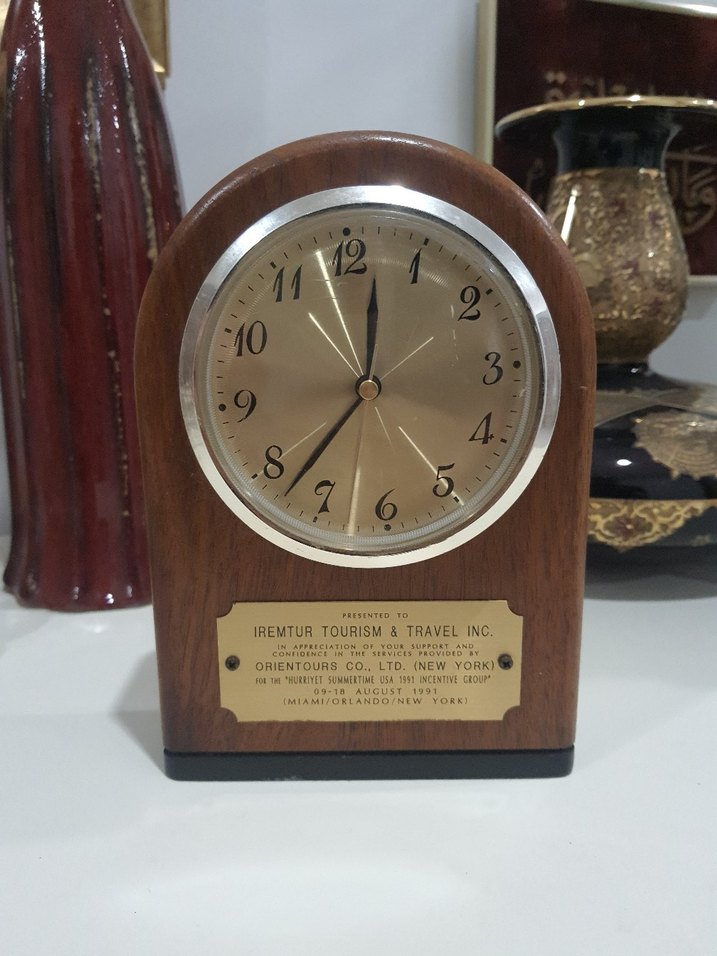 12
1
2
3
4
5
6
7
8
9
10
11
PRESENTED TO
IREMTUR TOURISM & TRAVEL INC.
IN APPRECIATION OF YOUR SUPPORT AND
CONFIDENCE IN THE SERVICES PROVIDED BY
ORIENTOURS CO., LTD. (NEW YORK)
FOR THE "HURRIYET SUMMERTIME USA 1991 INCENTIVE GROUP"
09-18 AUGUST 1991
(MIAMI/ORLANDO/NEW YORK)